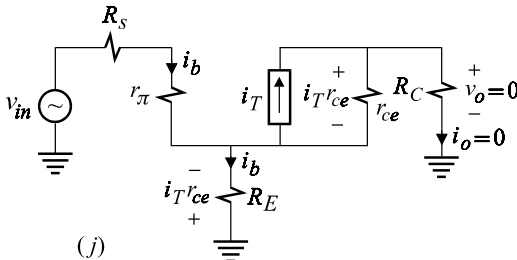 R_s
i_b
v_in
~
r_π
i_T
+
i_T r_ce
−
r_ce
R_C
+
v_o=0
−
i_o=0
i_b
−
i_T r_ce
+
R_E
(j)